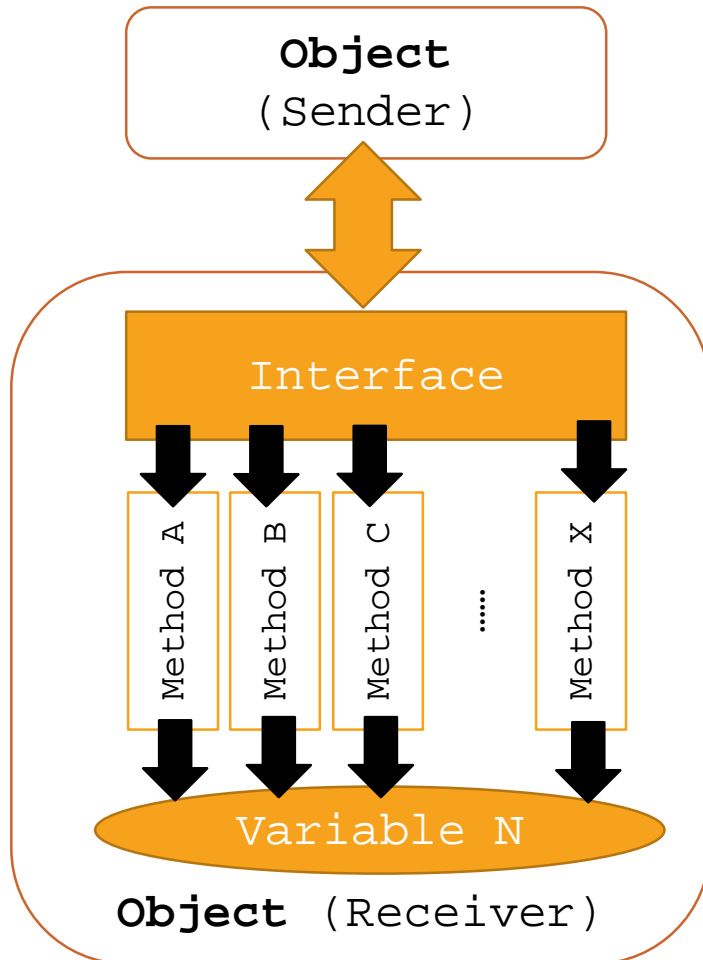 Object
(Sender)
Interface
Method A
Method B
Method C
......
Method X
Variable N
Object (Receiver)